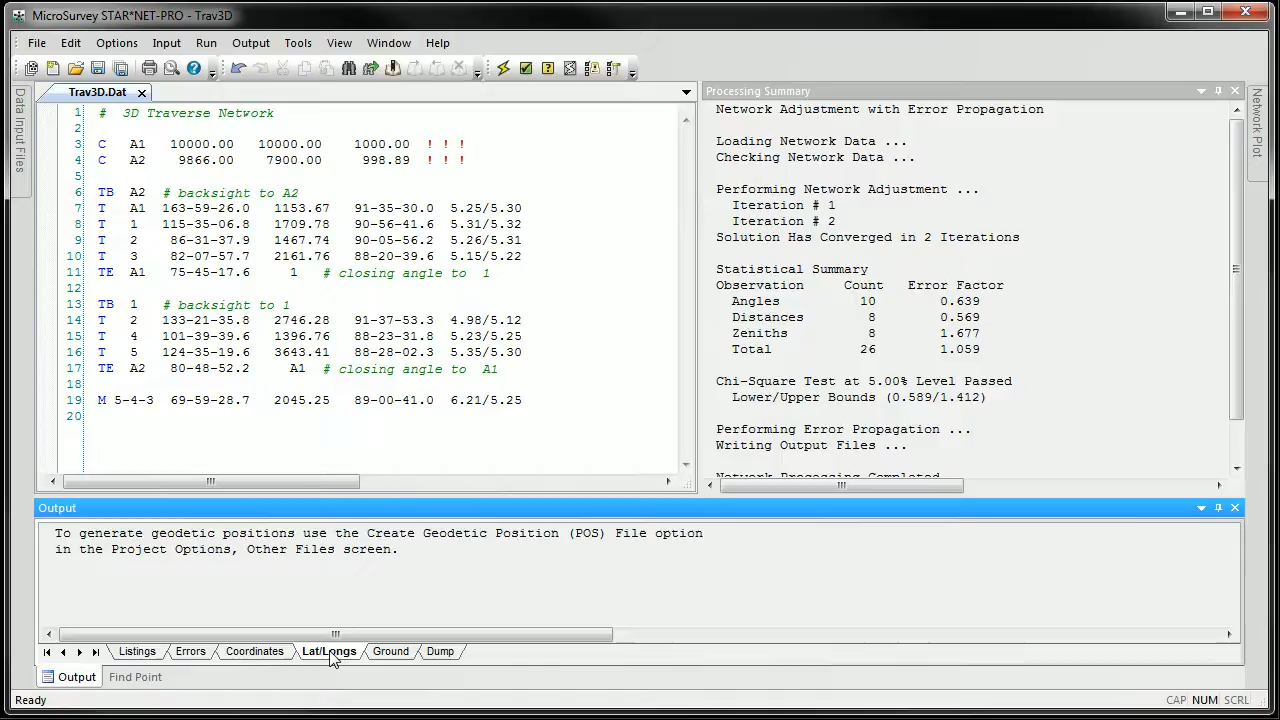 MicroSurvey STAR*NET-PRO - Trav3D
File Edit Options Input Run Output Tools View Window Help
Data Input Files
Trav3D.Dat
1 # 3D Traverse Network
2
3 C A1 10000.00 10000.00 1000.00 ! ! !
4 C A2 9866.00 7900.00 998.89 ! ! !
5
6 TB A2 # backsight to A2
7 T A1 163-59-26.0 1153.67 91-35-30.0 5.25/5.30
8 T 1 115-35-06.8 1709.78 90-56-41.6 5.31/5.32
9 T 2 86-31-37.9 1467.74 90-05-56.2 5.26/5.31
10 T 3 82-07-57.7 2161.76 88-20-39.6 5.15/5.22
11 TE A1 75-45-17.6 1 # closing angle to 1
12
13 TB 1 # backsight to 1
14 T 2 133-21-35.8 2746.28 91-37-53.3 4.98/5.12
15 T 4 101-39-39.6 1396.76 88-23-31.8 5.23/5.25
16 T 5 124-35-19.6 3643.41 88-28-02.3 5.35/5.30
17 TE A2 80-48-52.2 A1 # closing angle to A1
18
19 M 5-4-3 69-59-28.7 2045.25 89-00-41.0 6.21/5.25
20
Processing Summary
Network Adjustment with Error Propagation
Loading Network Data ...
Checking Network Data ...
Performing Network Adjustment ...
Iteration # 1
Iteration # 2
Solution Has Converged in 2 Iterations
Statistical Summary
Observation Count Error Factor
Angles 10 0.639
Distances 8 0.569
Zeniths 8 1.677
Total 26 1.059
Chi-Square Test at 5.00% Level Passed
Lower/Upper Bounds (0.589/1.412)
Performing Error Propagation ...
Writing Output Files ...
Network Processing Completed
Network Plot
Output
To generate geodetic positions use the Create Geodetic Position (POS) File option
in the Project Options, Other Files screen.
Listings Errors Coordinates Lat/Longs Ground Dump
Output Find Point
Ready CAP NUM SCRL